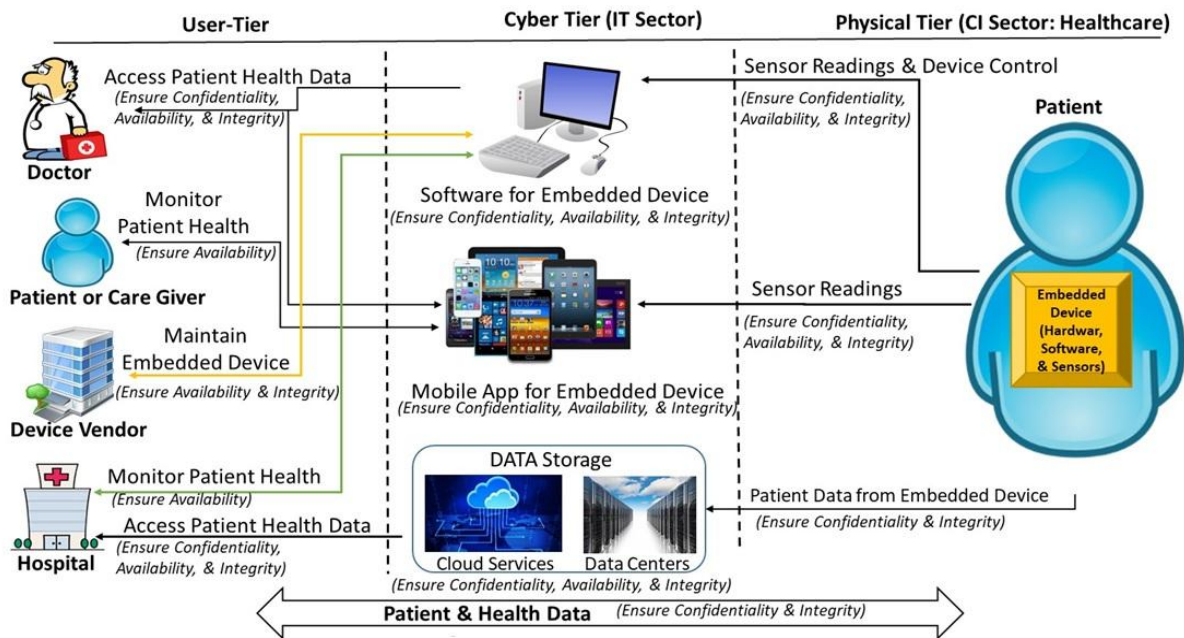 User-Tier
Cyber Tier (IT Sector)
Physical Tier (CI Sector: Healthcare)
Access Patient Health Data
(Ensure Confidentiality,
Availability, & Integrity)
Doctor
Monitor
Patient Health
(Ensure Availability)
Patient or Care Giver
Maintain
Embedded Device
(Ensure Availability & Integrity)
Device Vendor
Monitor Patient Health
(Ensure Availability)
Access Patient Health Data
(Ensure Confidentiality,
Availability, & Integrity)
Hospital
Software for Embedded Device
(Ensure Confidentiality, Availability, & Integrity)
Mobile App for Embedded Device
(Ensure Confidentiality, Availability, & Integrity)
DATA Storage
Cloud Services
Data Centers
(Ensure Confidentiality, Availability, & Integrity)
Sensor Readings & Device Control
(Ensure Confidentiality,
Availability, & Integrity)
Sensor Readings
(Ensure Confidentiality,
Availability, & Integrity)
Patient Data from Embedded Device
(Ensure Confidentiality & Integrity)
Patient
Embedded
Device
(Hardwar,
Software,
& Sensors)
Patient & Health Data
(Ensure Confidentiality & Integrity)